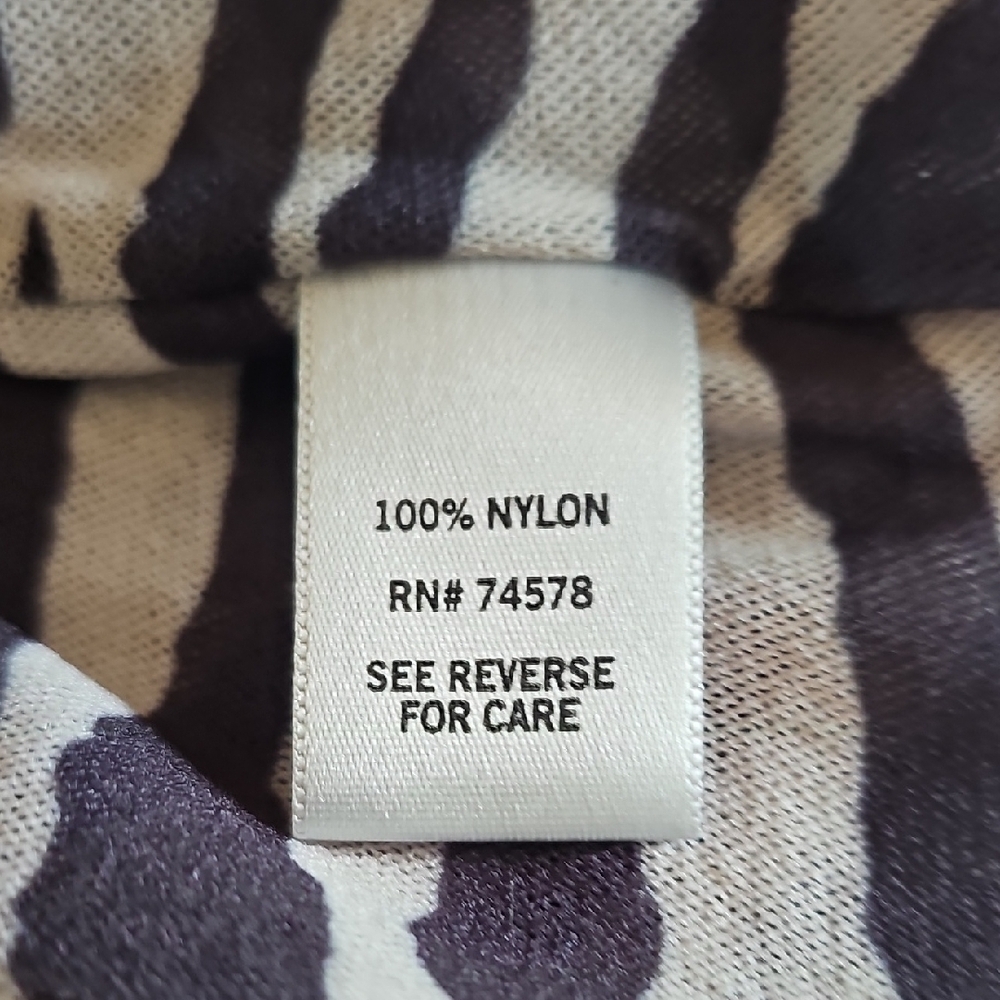 100% NYLON
RN# 74578
SEE REVERSE
FOR CARE